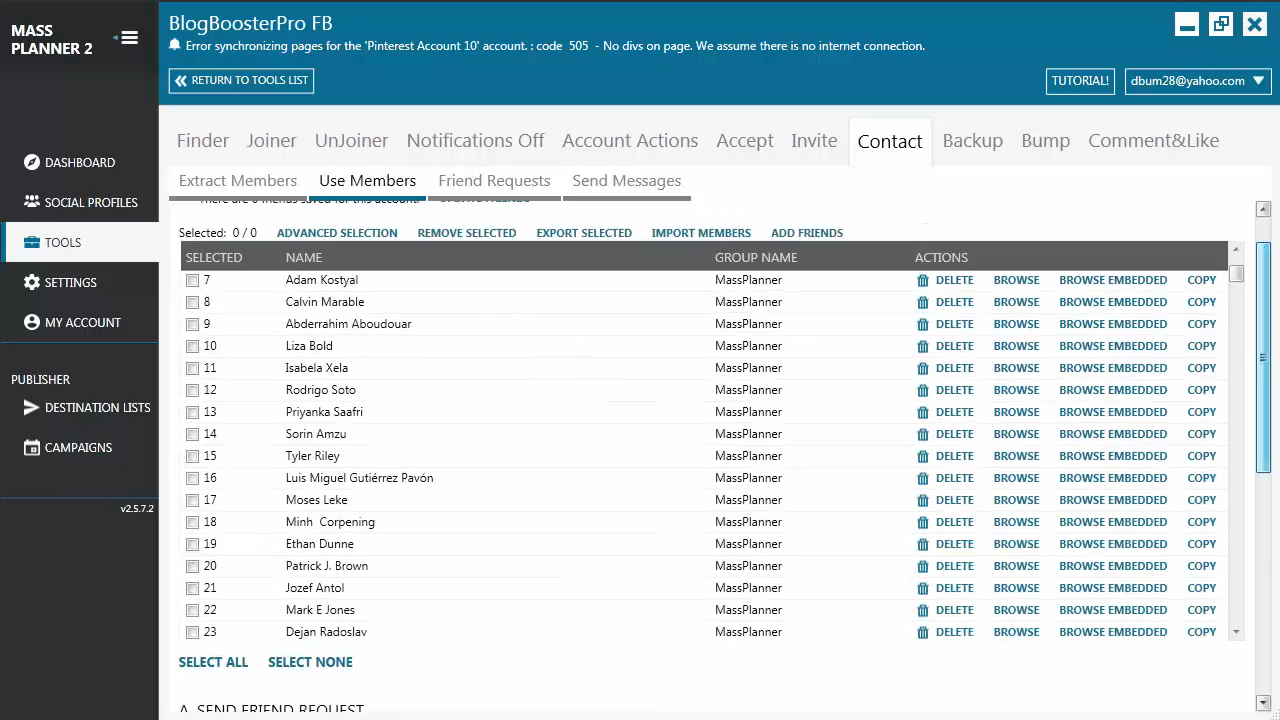 MASS
PLANNER 2
BlogBoosterPro FB
Error synchronizing pages for the 'Pinterest Account 10' account. : code 505 - No divs on page. We assume there is no internet connection.
RETURN TO TOOLS LIST
TUTORIAL!
dbum28@yahoo.com
DASHBOARD
SOCIAL PROFILES
TOOLS
SETTINGS
MY ACCOUNT
PUBLISHER
DESTINATION LISTS
CAMPAIGNS
v2.5.7.2
Finder Joiner UnJoiner Notifications Off Account Actions Accept Invite Contact Backup Bump Comment&Like
Extract Members Use Members Friend Requests Send Messages
There are 0 friends saved for this account.
Selected: 0 / 0 ADVANCED SELECTION REMOVE SELECTED EXPORT SELECTED IMPORT MEMBERS ADD FRIENDS
SELECTED NAME GROUP NAME ACTIONS
7 Adam Kostyal MassPlanner DELETE BROWSE BROWSE EMBEDDED COPY
8 Calvin Marable MassPlanner DELETE BROWSE BROWSE EMBEDDED COPY
9 Abderrahim Aboudouar MassPlanner DELETE BROWSE BROWSE EMBEDDED COPY
10 Liza Bold MassPlanner DELETE BROWSE BROWSE EMBEDDED COPY
11 Isabela Xela MassPlanner DELETE BROWSE BROWSE EMBEDDED COPY
12 Rodrigo Soto MassPlanner DELETE BROWSE BROWSE EMBEDDED COPY
13 Priyanka Saafri MassPlanner DELETE BROWSE BROWSE EMBEDDED COPY
14 Sorin Amzu MassPlanner DELETE BROWSE BROWSE EMBEDDED COPY
15 Tyler Riley MassPlanner DELETE BROWSE BROWSE EMBEDDED COPY
16 Luis Miguel Gutiérrez Pavón MassPlanner DELETE BROWSE BROWSE EMBEDDED COPY
17 Moses Leke MassPlanner DELETE BROWSE BROWSE EMBEDDED COPY
18 Minh Corpening MassPlanner DELETE BROWSE BROWSE EMBEDDED COPY
19 Ethan Dunne MassPlanner DELETE BROWSE BROWSE EMBEDDED COPY
20 Patrick J. Brown MassPlanner DELETE BROWSE BROWSE EMBEDDED COPY
21 Jozef Antol MassPlanner DELETE BROWSE BROWSE EMBEDDED COPY
22 Mark E Jones MassPlanner DELETE BROWSE BROWSE EMBEDDED COPY
23 Dejan Radoslav MassPlanner DELETE BROWSE BROWSE EMBEDDED COPY
SELECT ALL SELECT NONE
A. SEND FRIEND REQUEST